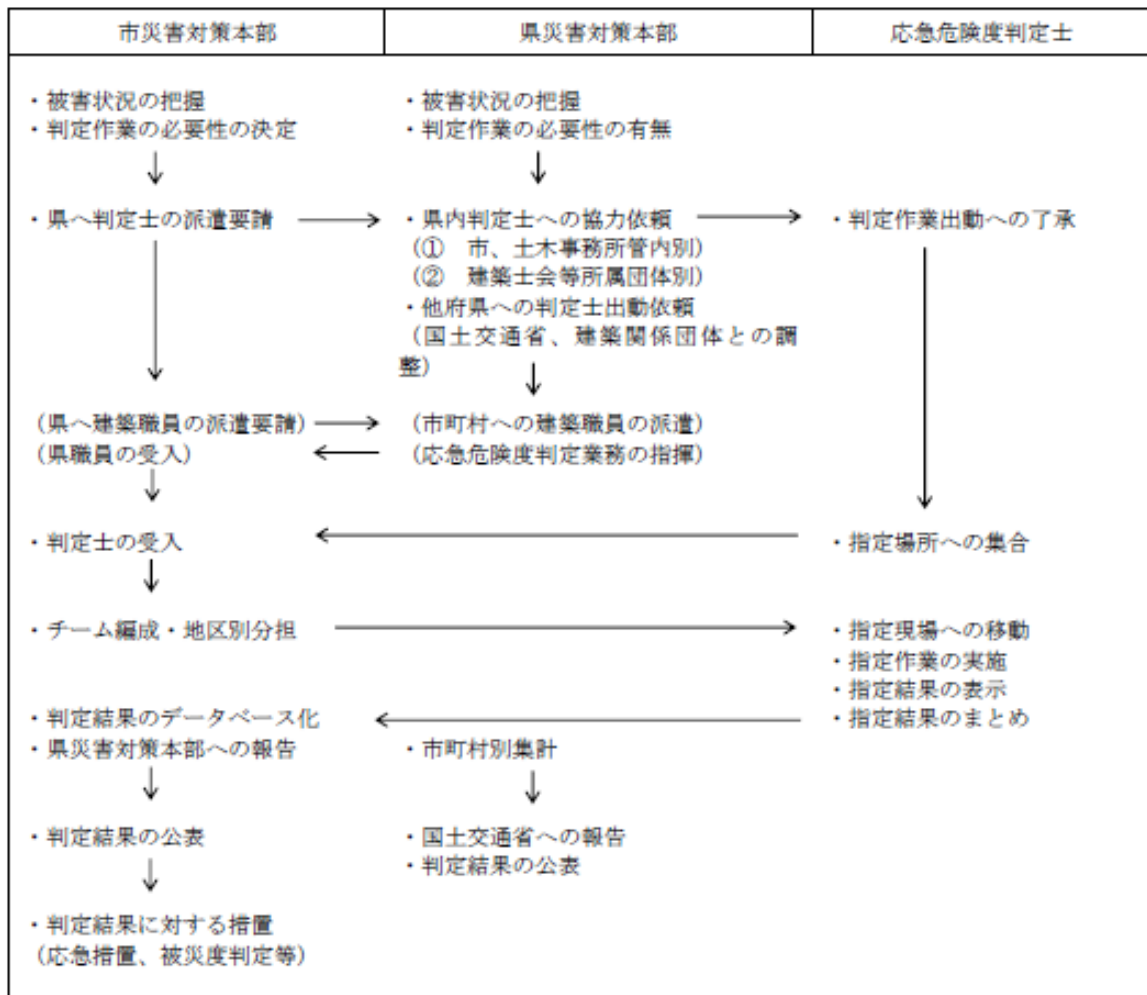 市災害対策本部
県災害対策本部
応急危険度判定士
・被害状況の把握
・判定作業の必要性の決定
・被害状況の把握
・判定作業の必要性の有無
・県へ判定士の派遣要請
・県内判定士への協力依頼
(① 市、土木事務所管内別)
(② 建築士会等所属団体別)
・他府県への判定士出動依頼
(国土交通省、建築関係団体との調
整)
・判定作業出動への了承
(県へ建築職員の派遣要請)
(県職員の受入)
(市町村への建築職員の派遣)
(応急危険度判定業務の指揮)
・判定士の受入
・指定場所への集合
・チーム編成・地区別分担
・指定現場への移動
・指定作業の実施
・指定結果の表示
・指定結果のまとめ
・判定結果のデータベース化
・県災害対策本部への報告
・市町村別集計
・判定結果の公表
・国土交通省への報告
・判定結果の公表
・判定結果に対する措置
(応急措置、被災度判定等)